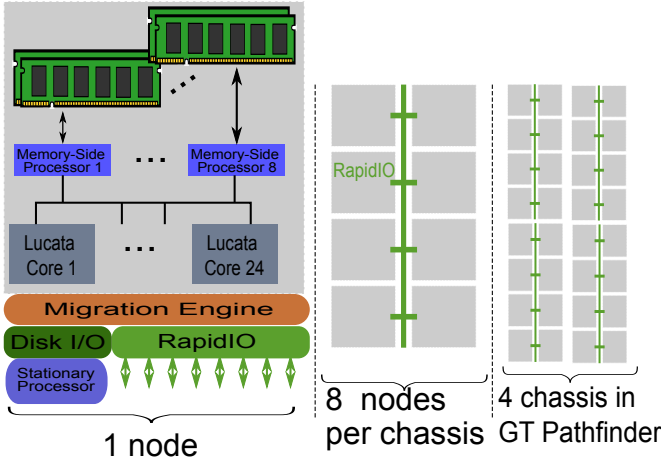 Memory-Side
Processor 1
...
Memory-Side
Processor 8
Lucata
Core 1
...
Lucata
Core 24
Migration Engine
Disk I/O
RapidIO
Stationary
Processor
1 node
RapidIO
8 nodes
per chassis
4 chassis in
GT Pathfinder